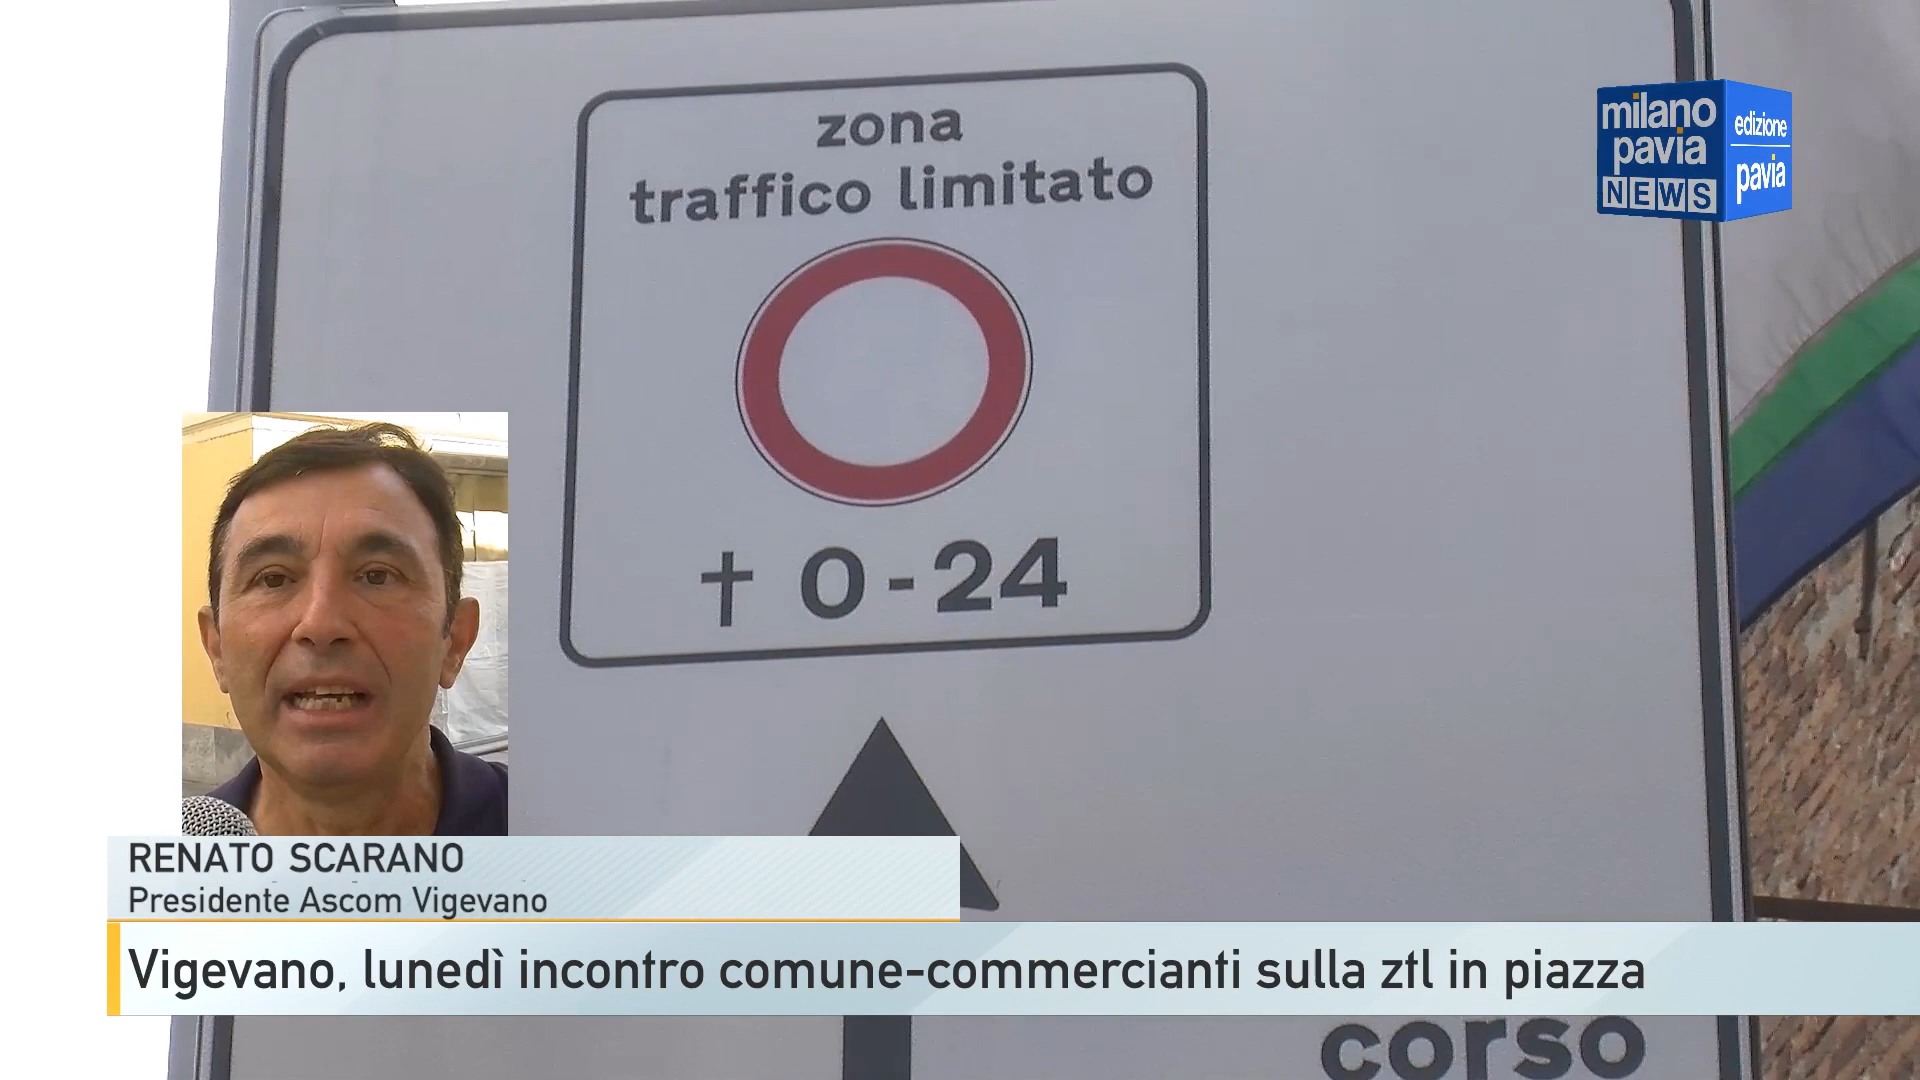 zona
traffico limitato
† 0-24
milano
pavia
NEWS
edizione
pavia
RENATO SCARANO
Presidente Ascom Vigevano
Vigevano, lunedì incontro comune-commercianti sulla ztl in piazza
corso